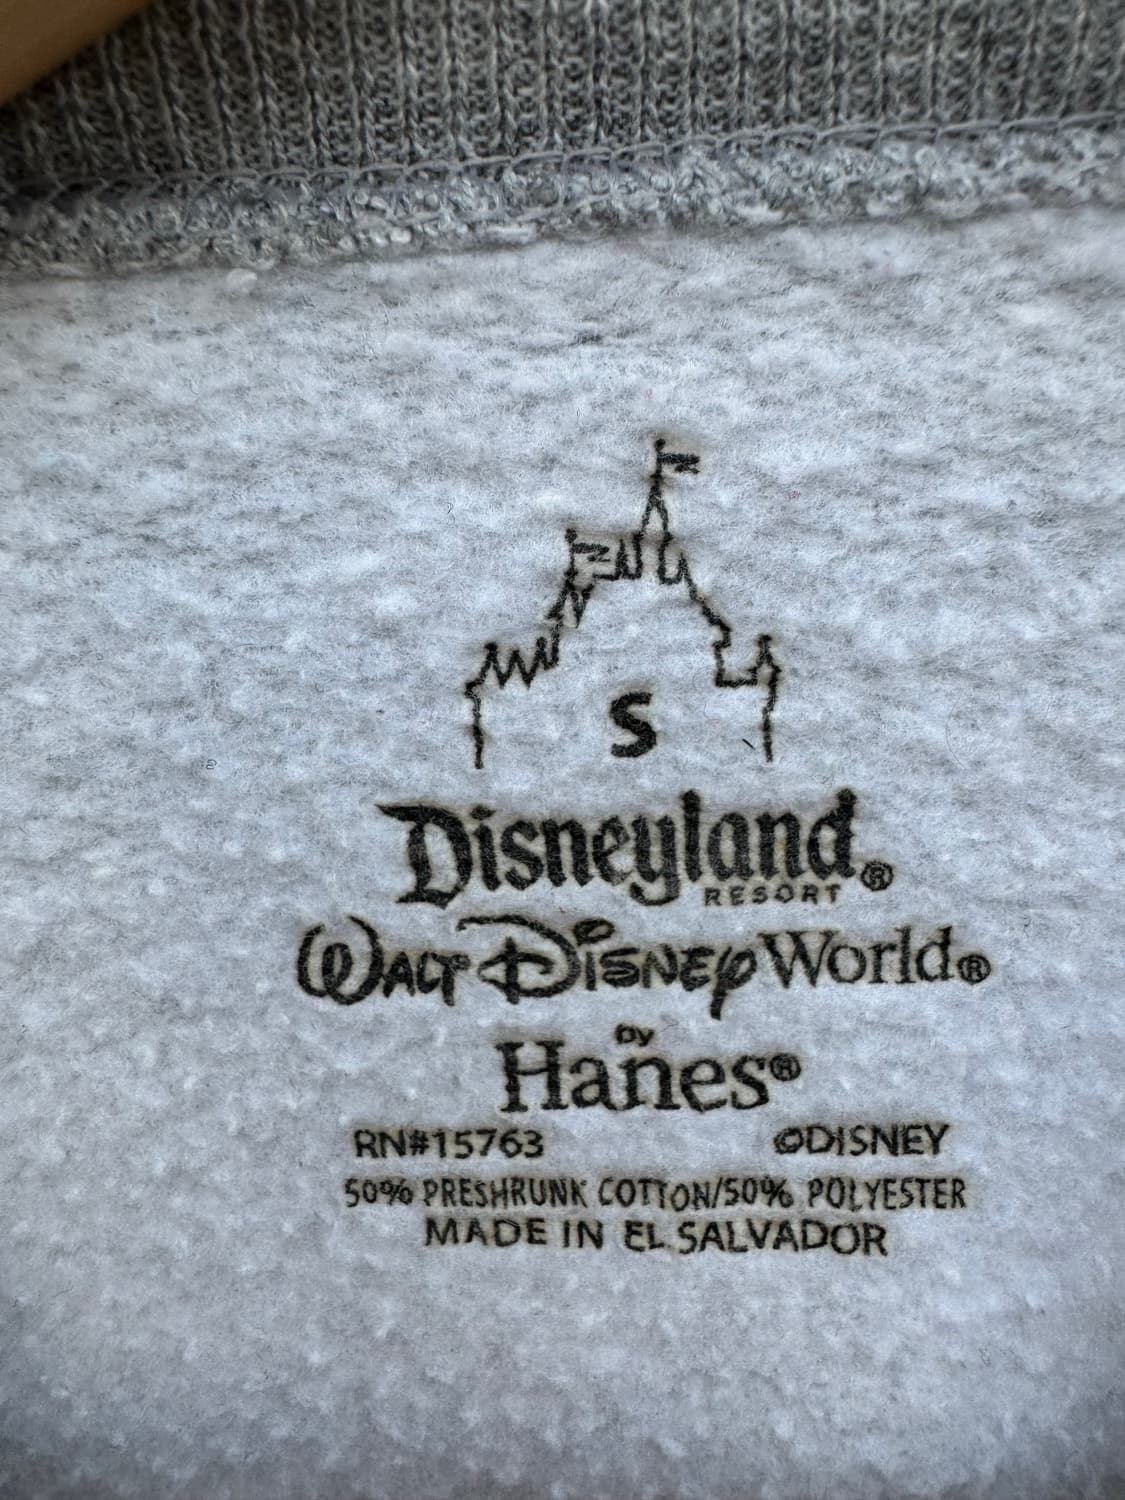 S
Disneyland®
RESORT
WALT DISNEY World®
by
Hanes®
RN#15763 ©DISNEY
50% PRESHRUNK COTTON/50% POLYESTER
MADE IN EL SALVADOR